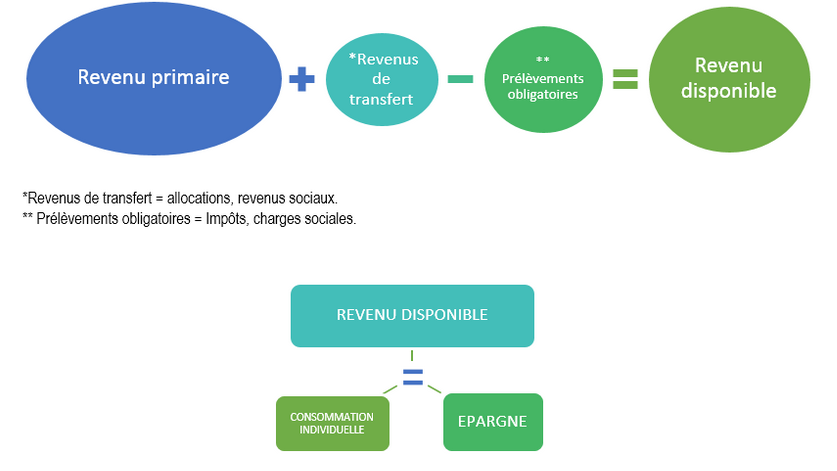 Revenu primaire
+
*Revenus
de
transfert
−
**
Prélèvements
obligatoires
=
Revenu
disponible
*Revenus de transfert = allocations, revenus sociaux.
** Prélèvements obligatoires = Impôts, charges sociales.
REVENU DISPONIBLE
=
CONSOMMATION
INDIVIDUELLE
EPARGNE